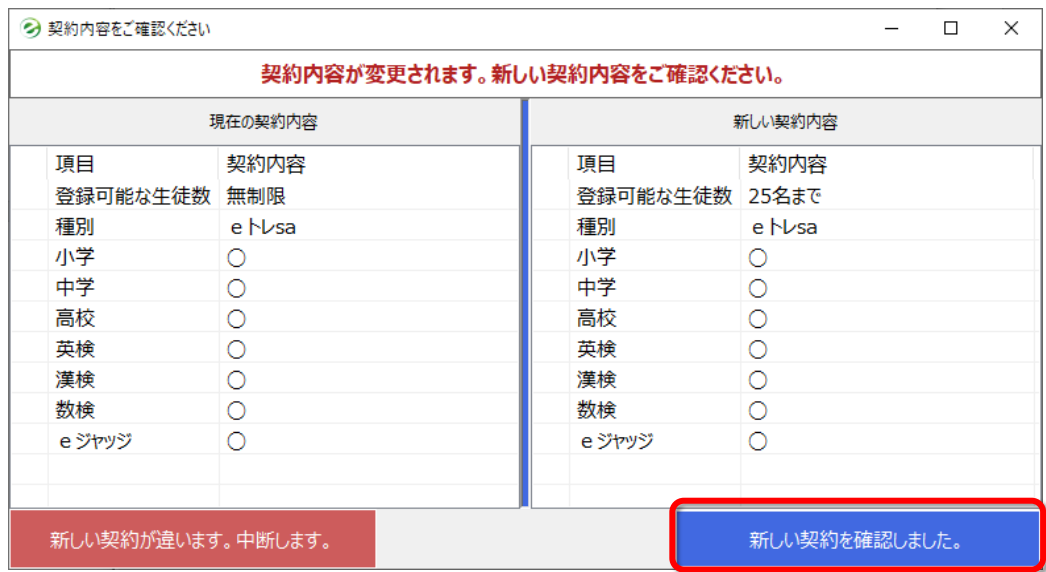 契約内容をご確認ください
契約内容が変更されます。新しい契約内容をご確認ください。
現在の契約内容
項目 契約内容
登録可能な生徒数 無制限
種別 eトレsa
小学 ○
中学 ○
高校 ○
英検 ○
漢検 ○
数検 ○
eジャッジ ○
新しい契約内容
項目 契約内容
登録可能な生徒数 25名まで
種別 eトレsa
小学 ○
中学 ○
高校 ○
英検 ○
漢検 ○
数検 ○
eジャッジ ○
新しい契約が違います。中断します。
新しい契約を確認しました。